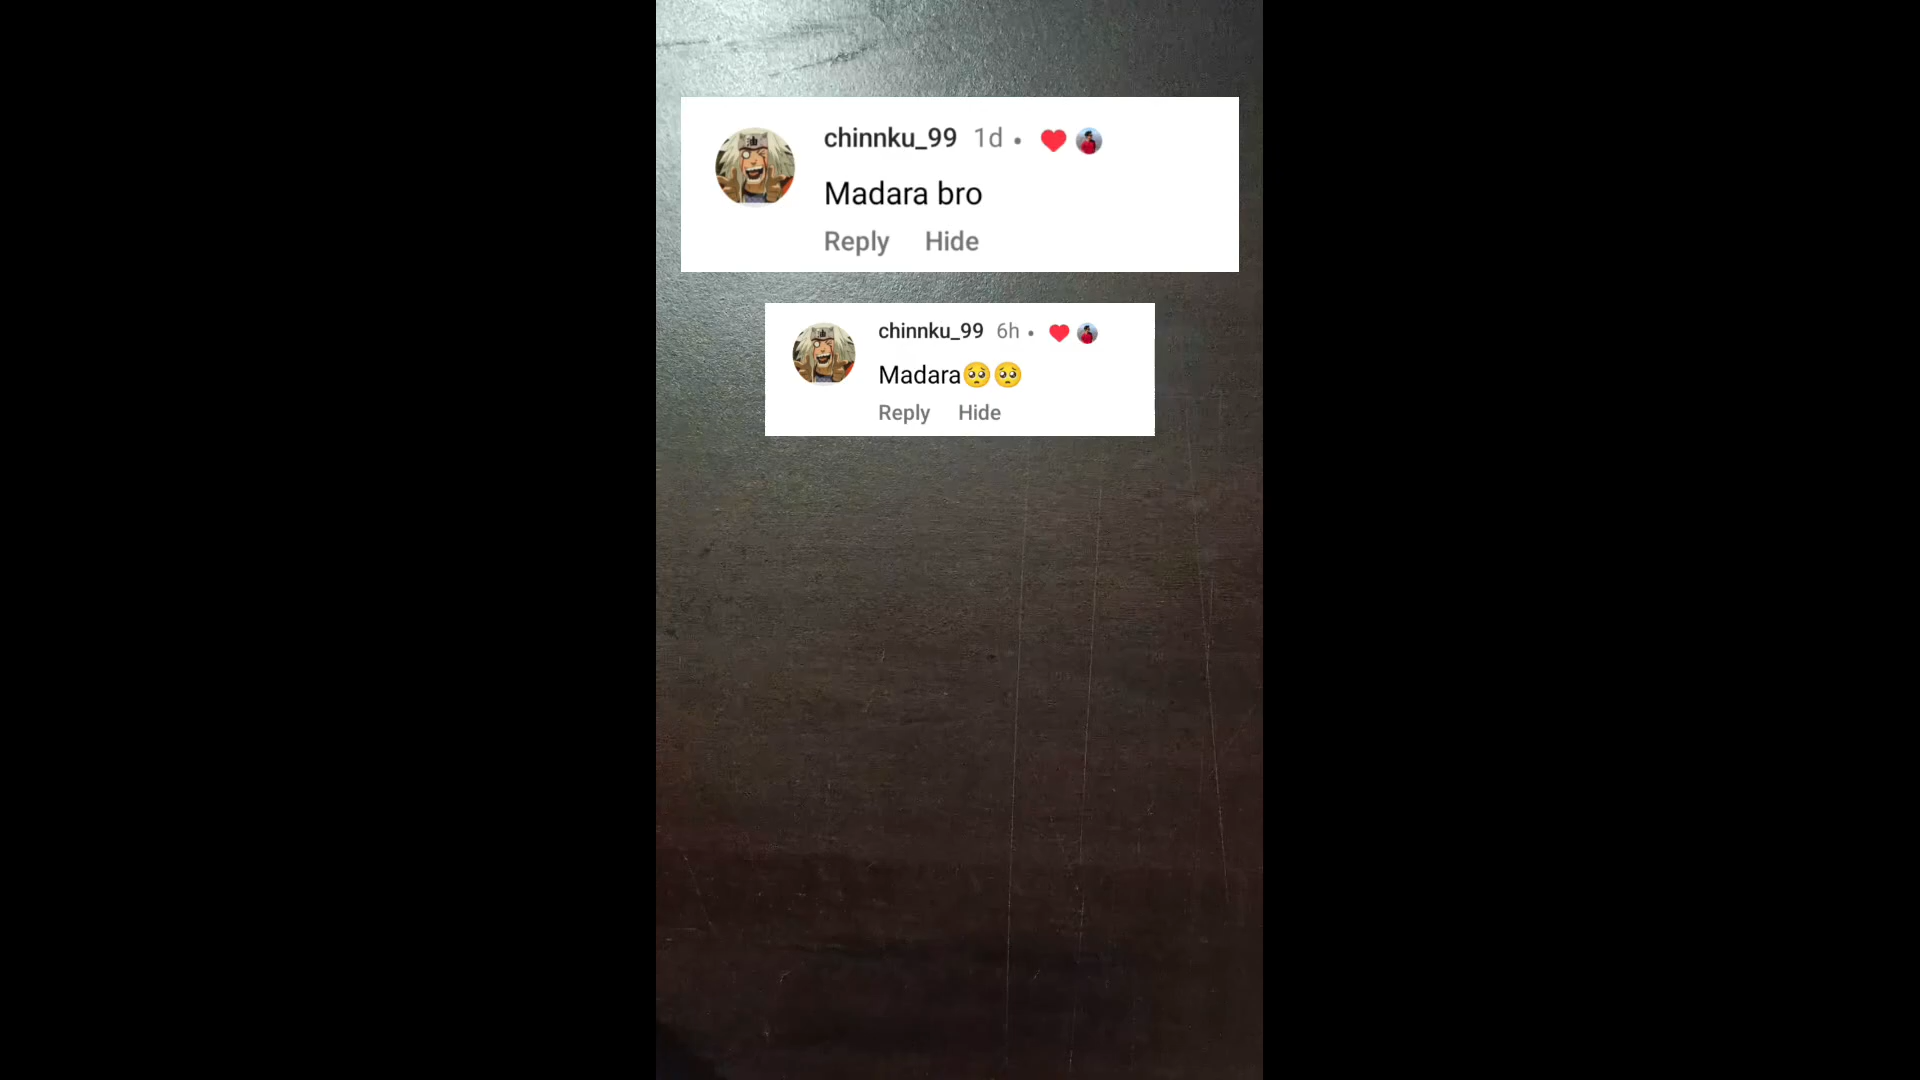 chinnku_99 1d •
Madara bro
Reply Hide
chinnku_99 6h •
Madara🥺🥺
Reply Hide